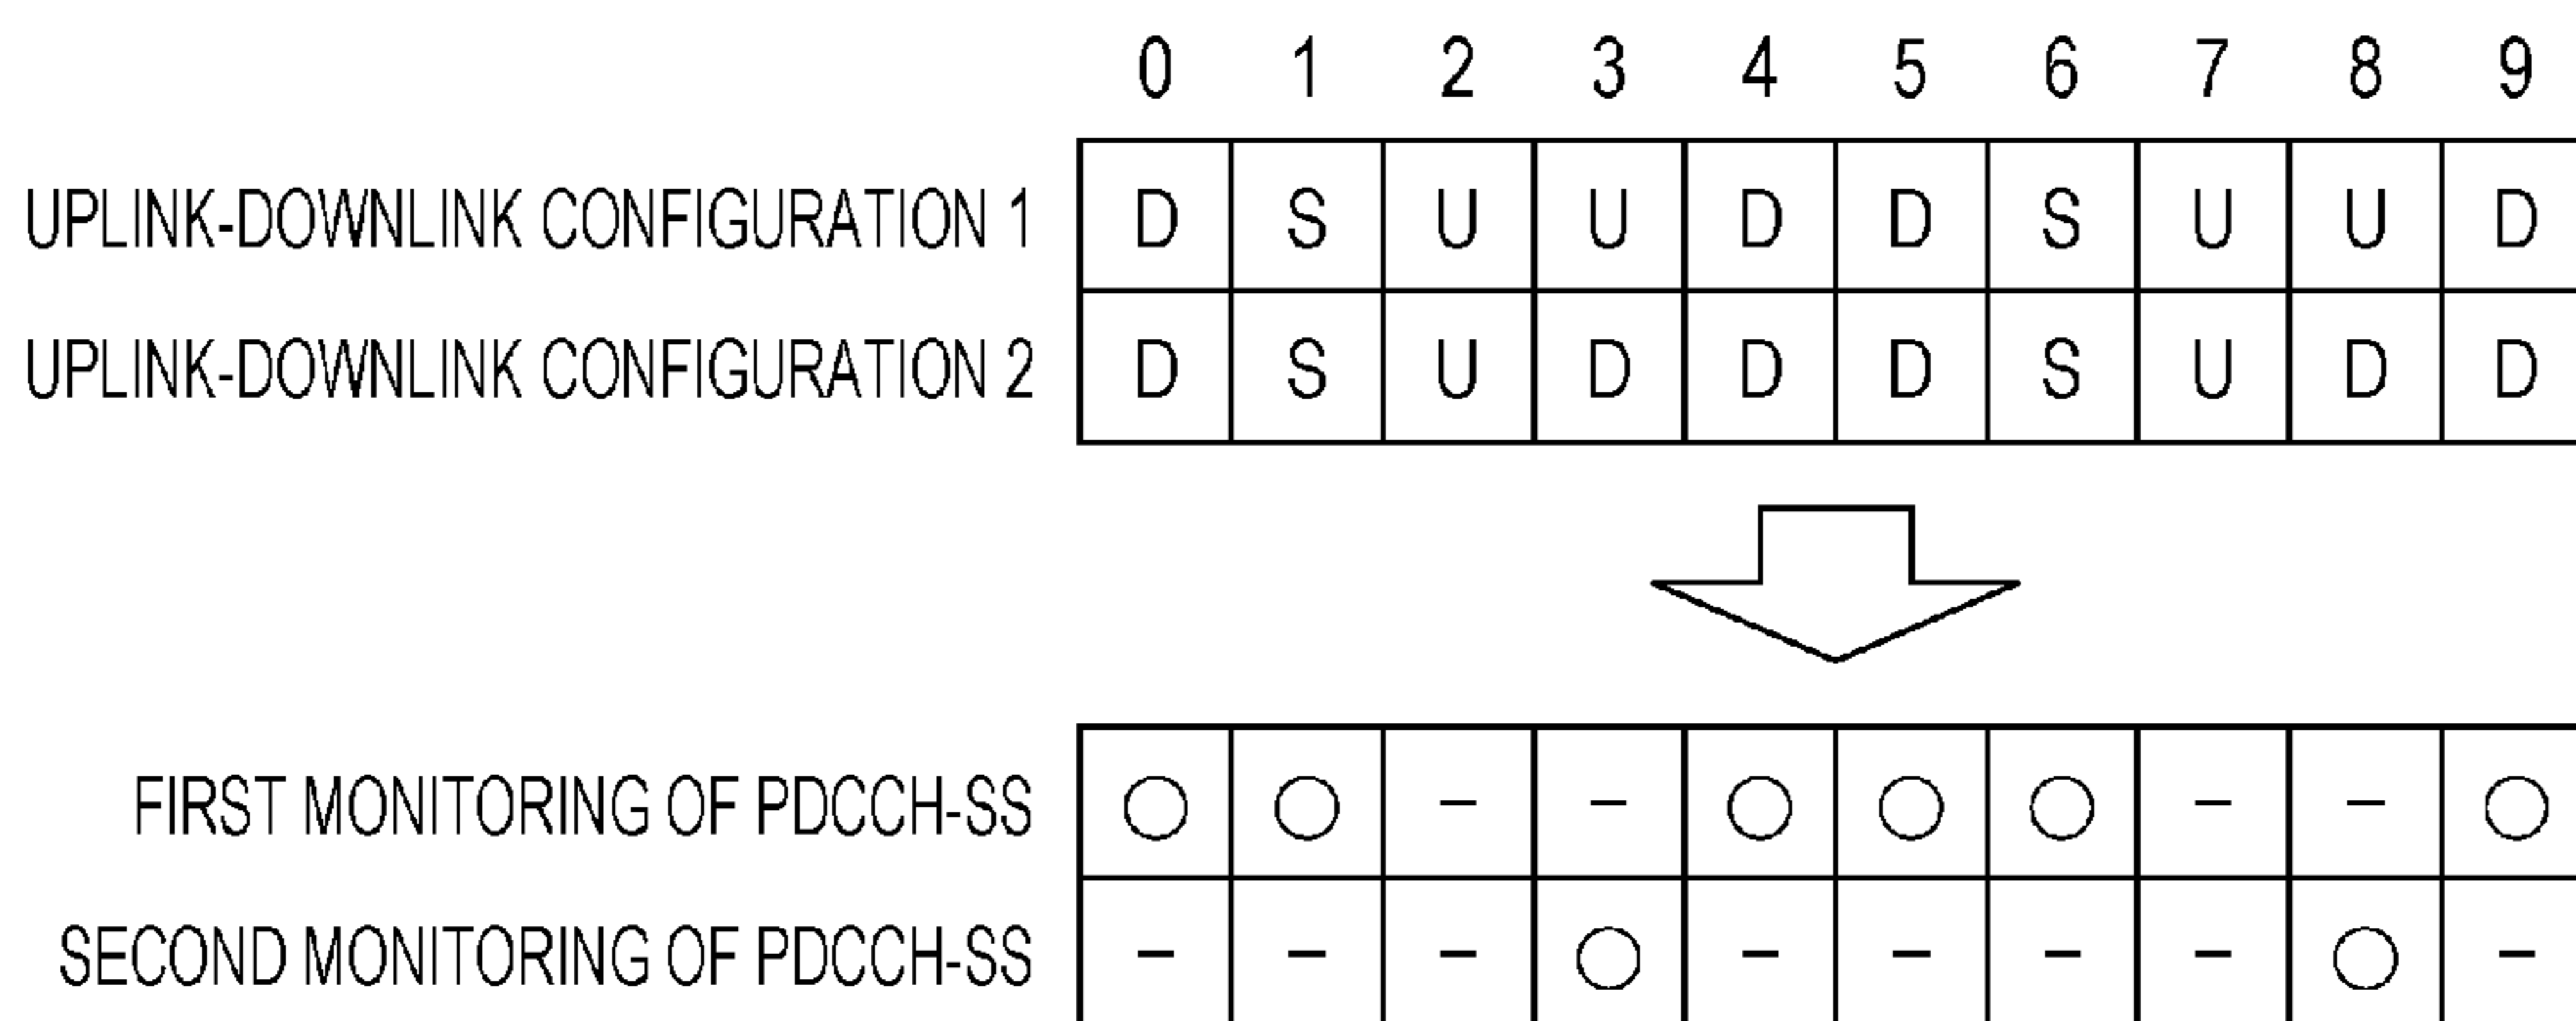 0 1 2 3 4 5 6 7 8 9
UPLINK-DOWNLINK CONFIGURATION 1 D S U U D D S U U D
UPLINK-DOWNLINK CONFIGURATION 2 D S U D D D S U D D
FIRST MONITORING OF PDCCH-SS ○ ○ - - ○ ○ ○ - - ○
SECOND MONITORING OF PDCCH-SS - - - ○ - - - - ○ -